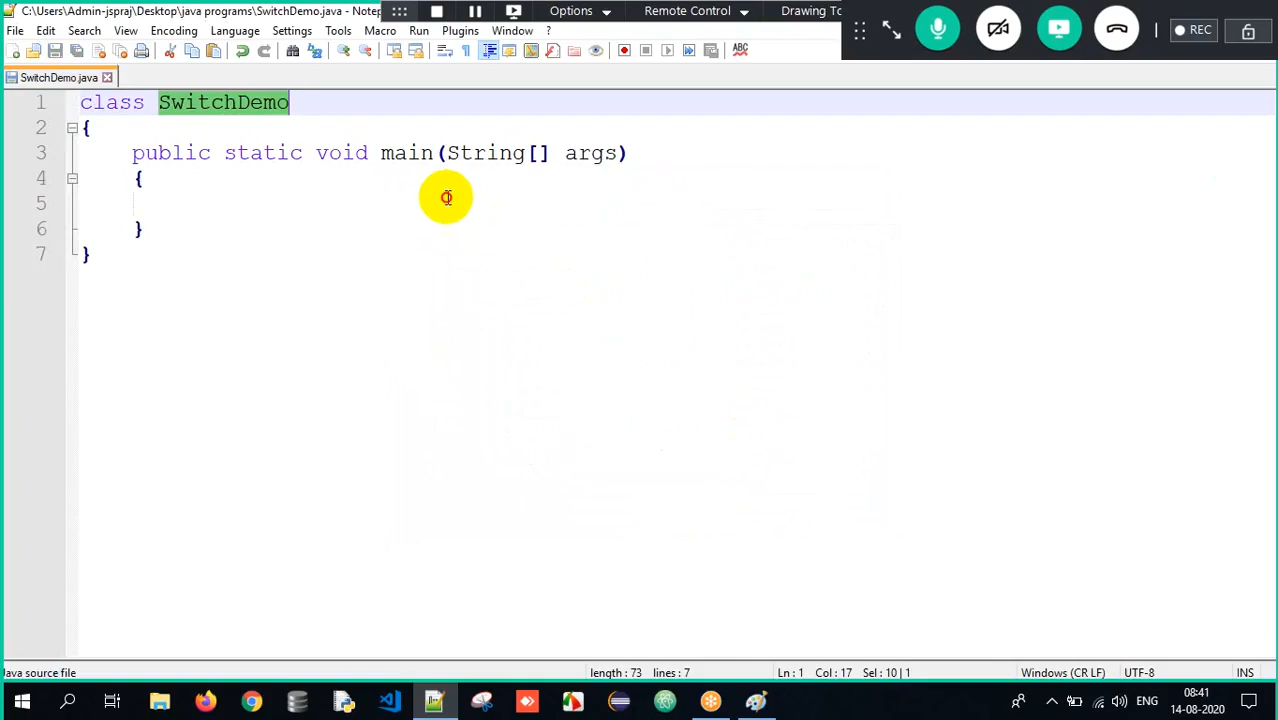 C:\Users\Admin-jspraj\Desktop\java programs\SwitchDemo.java - Notep
Options
Remote Control
Drawing To
File Edit Search View Encoding Language Settings Tools Macro Run Plugins Window ?
REC
ABC
SwitchDemo.java
1 class SwitchDemo
2 {
3 public static void main(String[] args)
4 {
5
6 }
7 }
Java source file length : 73 lines : 7 Ln : 1 Col : 17 Sel : 10 | 1 Windows (CR LF) UTF-8 INS
ENG
08:41
14-08-2020